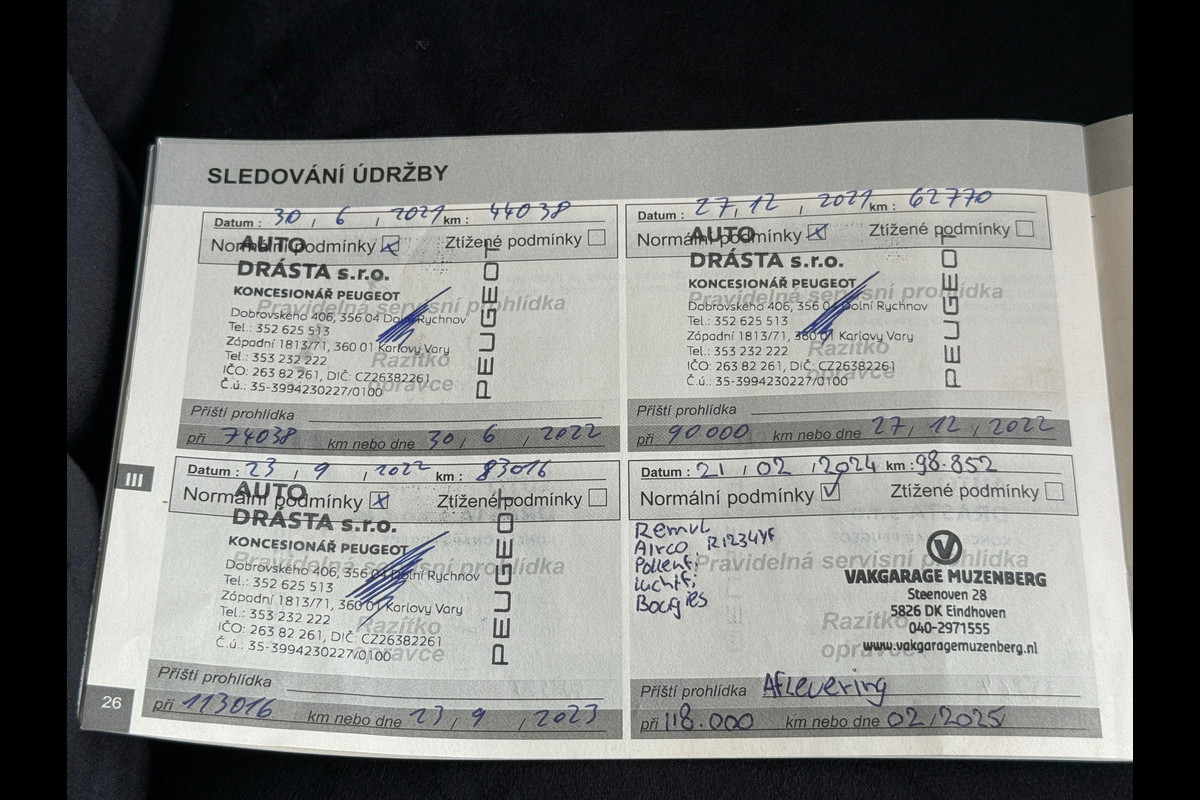 SLEDOVÁNÍ ÚDRŽBY
Datum : 30 / 6 / 2021 km : 44038
Normální podmínky ☒ Ztížené podmínky ☐
AUTO
DRÁSTA s.r.o.
KONCESIONÁŘ PEUGEOT
Pravidelná servisní prohlídka
Dobrovského 406, 356 04 Dolní Rychnov
Tel.: 352 625 513
Západní 1813/71, 360 01 Karlovy Vary
Tel.: 353 232 222
IČO: 263 82 261, DIČ: CZ26382261
Č.ú.: 35-3994230227/0100
PEUGEOT
Razítko
opravce
Příští prohlídka
při 74038 km nebo dne 30 / 6 / 2022
Datum : 27 / 12 / 2021 km : 62770
Normální podmínky ☒ Ztížené podmínky ☐
AUTO
DRÁSTA s.r.o.
KONCESIONÁŘ PEUGEOT
Pravidelná servisní prohlídka
Dobrovského 406, 356 04 Dolní Rychnov
Tel.: 352 625 513
Západní 1813/71, 360 01 Karlovy Vary
Tel.: 353 232 222
IČO: 263 82 261, DIČ: CZ26382261
Č.ú.: 35-3994230227/0100
PEUGEOT
Razítko
opravce
Příští prohlídka
při 90000 km nebo dne 27 / 12 / 2022
III
Datum : 23 / 9 / 2022 km : 83016
Normální podmínky ☒ Ztížené podmínky ☐
AUTO
DRÁSTA s.r.o.
KONCESIONÁŘ PEUGEOT
Pravidelná servisní prohlídka
Dobrovského 406, 356 04 Dolní Rychnov
Tel.: 352 625 513
Západní 1813/71, 360 01 Karlovy Vary
Tel.: 353 232 222
IČO: 263 82 261, DIČ: CZ26382261
Č.ú.: 35-3994230227/0100
PEUGEOT
Razítko
opravce
Příští prohlídka
při 113016 km nebo dne 23 / 9 / 2023
Datum : 21 / 02 / 2024 km : 98.852
Normální podmínky ☑ Ztížené podmínky ☐
Remvl
Airco R1234YF
Pollenfi
Luchtfi
Bougies
Pravidelná servisní prohlídka
V
VAKGARAGE MUZENBERG
Steenoven 28
5826 DK Eindhoven
040-2971555
www.vakgaragemuzenberg.nl
Razítko
opravce
Příští prohlídka Aflevering
při 118.000 km nebo dne 02/2025
26